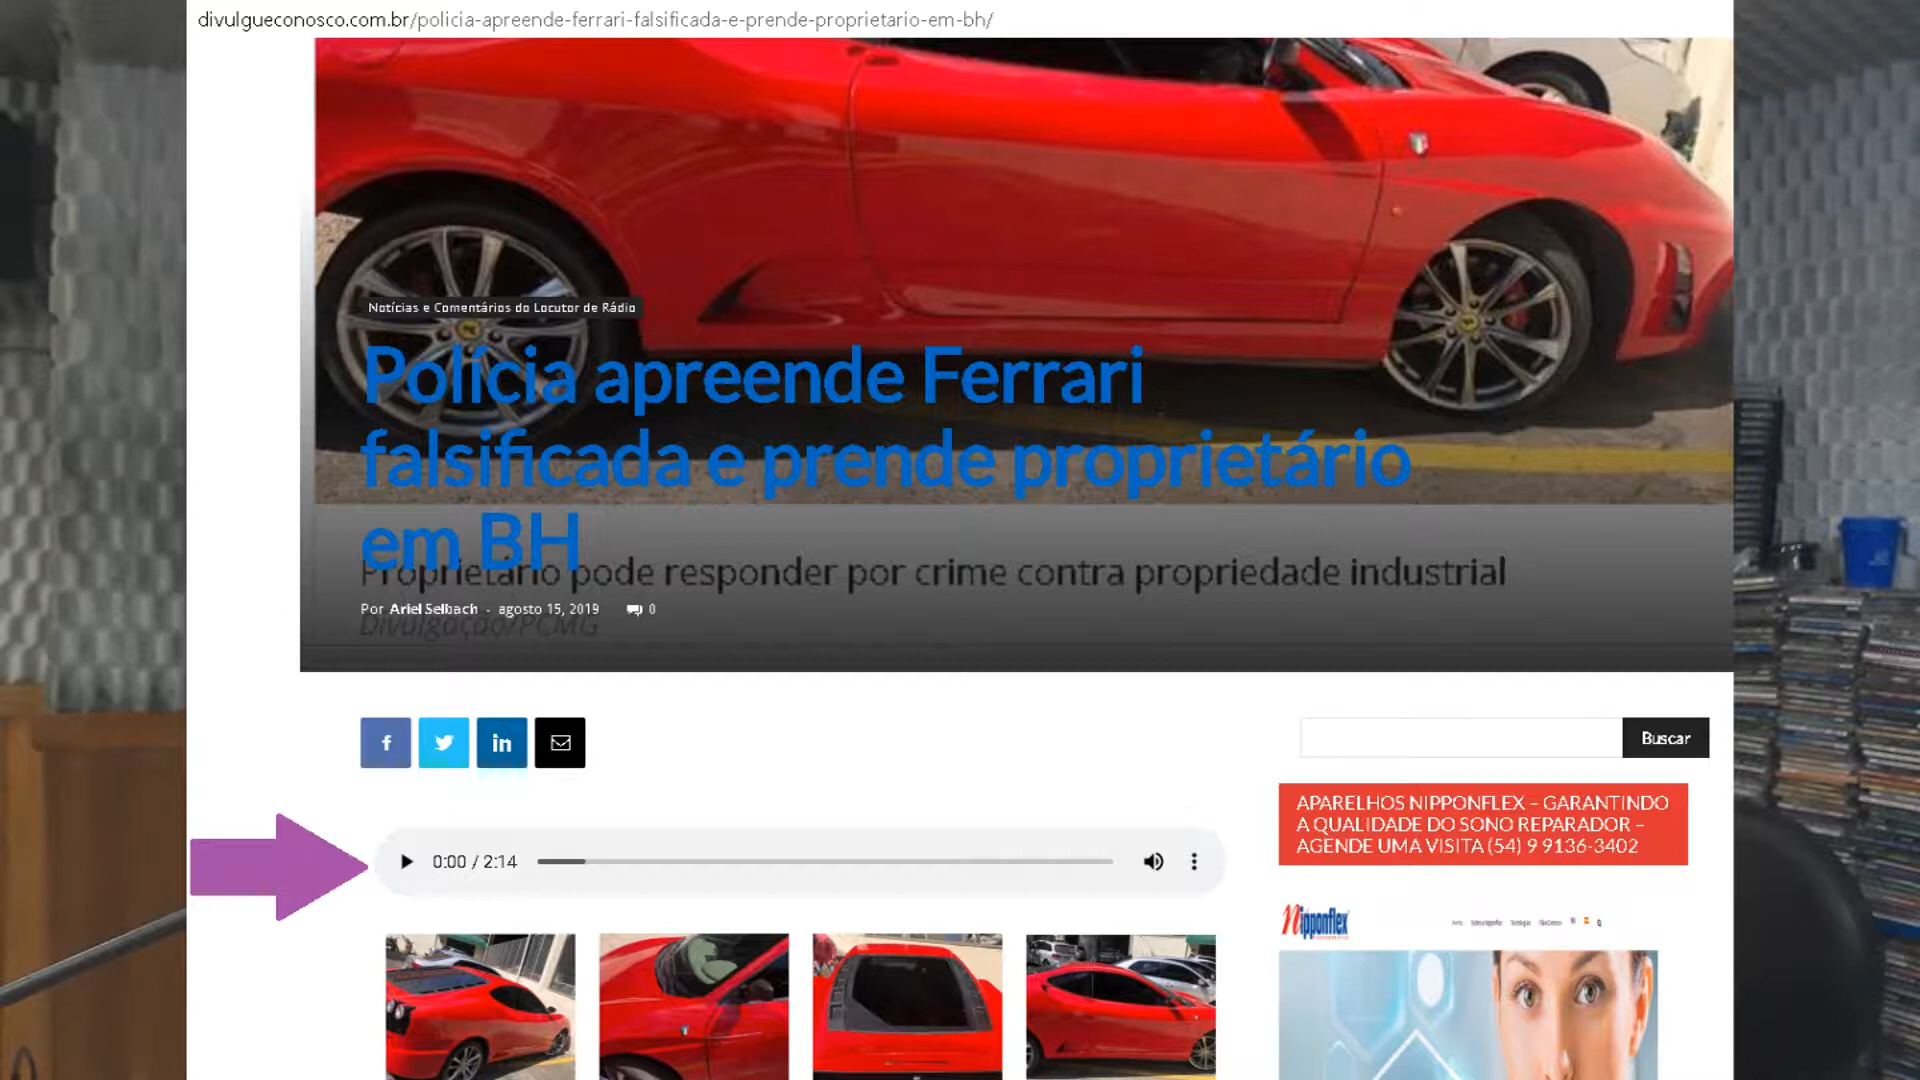 divulgueconosco.com.br/policia-apreende-ferrari-falsificada-e-prende-proprietario-em-bh/
Notícias e Comentários do Locutor de Rádio
Polícia apreende Ferrari
falsificada e prende proprietário
em BH
Proprietário pode responder por crime contra propriedade industrial
Por Ariel Selbach - agosto 15, 2019 0
Divulgação/PCMG
f in
Buscar
APARELHOS NIPPONFLEX – GARANTINDO
A QUALIDADE DO SONO REPARADOR –
AGENDE UMA VISITA (54) 9 9136-3402
0:00 / 2:14
Nipponflex